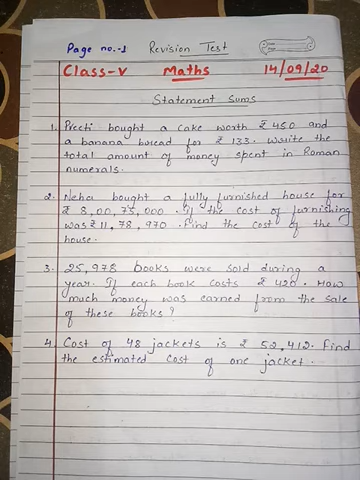 Page no.-1 Revision Test
Class-V Maths 14/09/20
Statement Sums
1. Preeti bought a cake worth ₹ 450 and
a banana bread for ₹ 133. Write the
total amount of money spent in Roman
numerals.
2. Neha bought a fully furnished house for
₹ 8,00,75,000. If the cost of furnishing
was ₹ 11,78,970. Find the cost of the
house.
3. 25,978 books were sold during a
year. If each book costs ₹ 420. How
much money was earned from the sale
of these books?
4. Cost of 48 jackets is ₹ 52,412. Find
the estimated cost of one jacket.